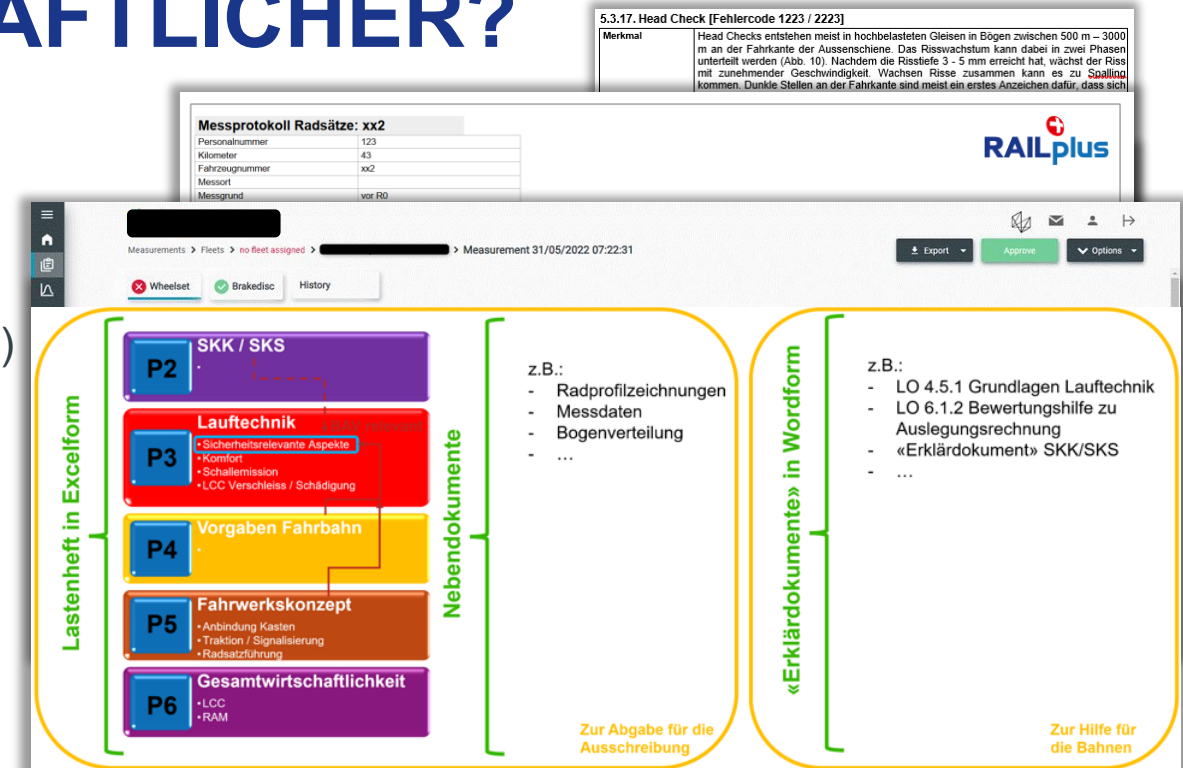 AFTLICHER?
5.3.17. Head Check [Fehlercode 1223 / 2223]
Merkmal
Head Checks entstehen meist in hochbelasteten Gleisen in Bögen zwischen 500 m – 3000
m an der Fahrkante der Aussenschiene. Das Risswachstum kann dabei in zwei Phasen
unterteilt werden (Abb. 10). Nachdem die Risstiefe 3 - 5 mm erreicht hat, wächst der Riss
mit zunehmender Geschwindigkeit. Wachsen Risse zusammen kann es zu Spalling
kommen. Dunkle Stellen an der Fahrkante sind meist ein erstes Anzeichen dafür, dass sich
Messprotokoll Radsätze: xx2
Personalnummer 123
Kilometer 43
Fahrzeugnummer xx2
Messort
Messgrund vor R0
RAILplus
Measurements > Fleets > no fleet assigned > > Measurement 31/05/2022 07:22:31
Export
Approve
Options
Wheelset
Brakedisc
History
)
Lastenheft in Excelform
P2
SKK / SKS
•
P3
Lauftechnik
BAV relevant
• Sicherheitsrelevante Aspekte
• Komfort
• Schallemission
• LCC Verschleiss / Schädigung
P4
Vorgaben Fahrbahn
•
P5
Fahrwerkskonzept
• Anbindung Kasten
• Traktion / Signalisierung
• Radsatzführung
P6
Gesamtwirtschaftlichkeit
• LCC
• RAM
Nebendokumente
z.B.:
- Radprofilzeichnungen
- Messdaten
- Bogenverteilung
- …
Zur Abgabe für die
Ausschreibung
«Erklärdokumente» in Wordform
z.B.:
- LO 4.5.1 Grundlagen Lauftechnik
- LO 6.1.2 Bewertungshilfe zu
Auslegungsrechnung
- «Erklärdokument» SKK/SKS
- …
Zur Hilfe für
die Bahnen